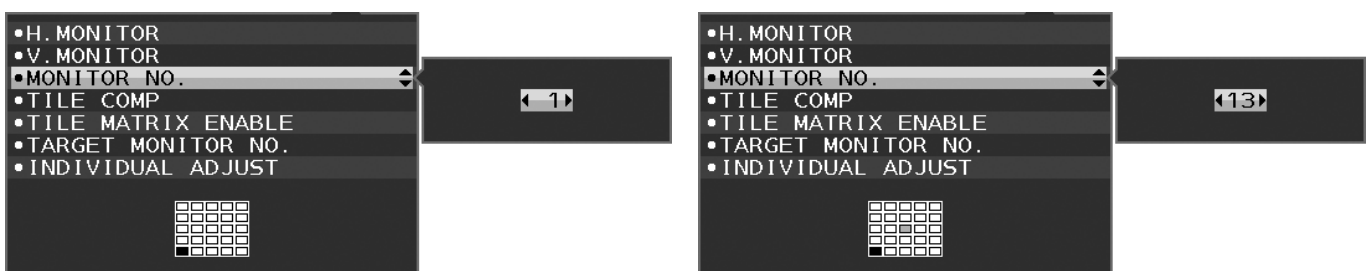 •H.MONITOR
•V.MONITOR
•MONITOR NO.
1
•TILE COMP
•TILE MATRIX ENABLE
•TARGET MONITOR NO.
•INDIVIDUAL ADJUST
•H.MONITOR
•V.MONITOR
•MONITOR NO.
13
•TILE COMP
•TILE MATRIX ENABLE
•TARGET MONITOR NO.
•INDIVIDUAL ADJUST